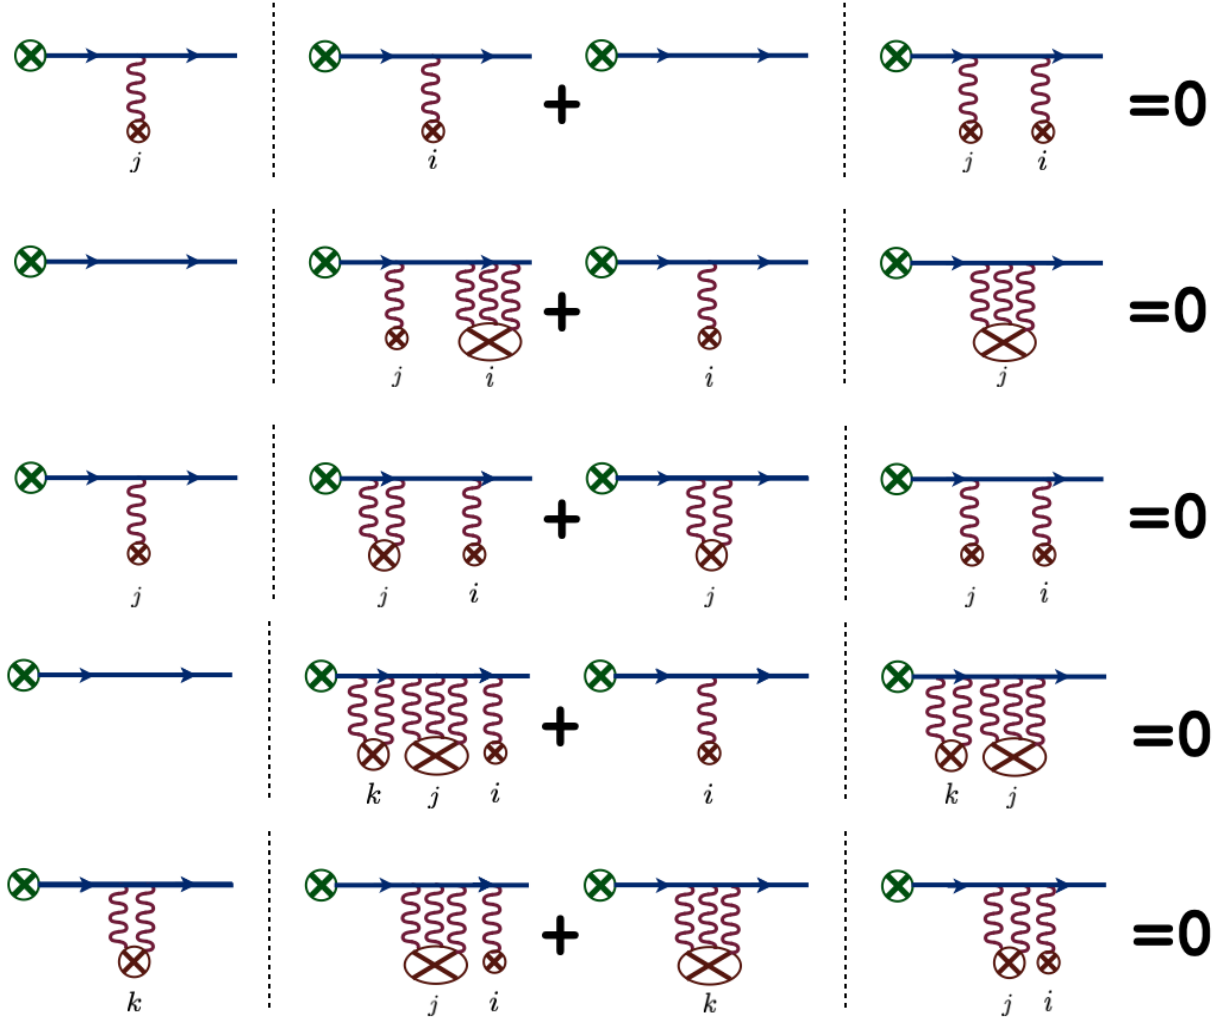 + =0
j i j i
+ =0
j i i j
+ =0
j j i j j i
+ =0
k j i i k j
+ =0
k j i k j i